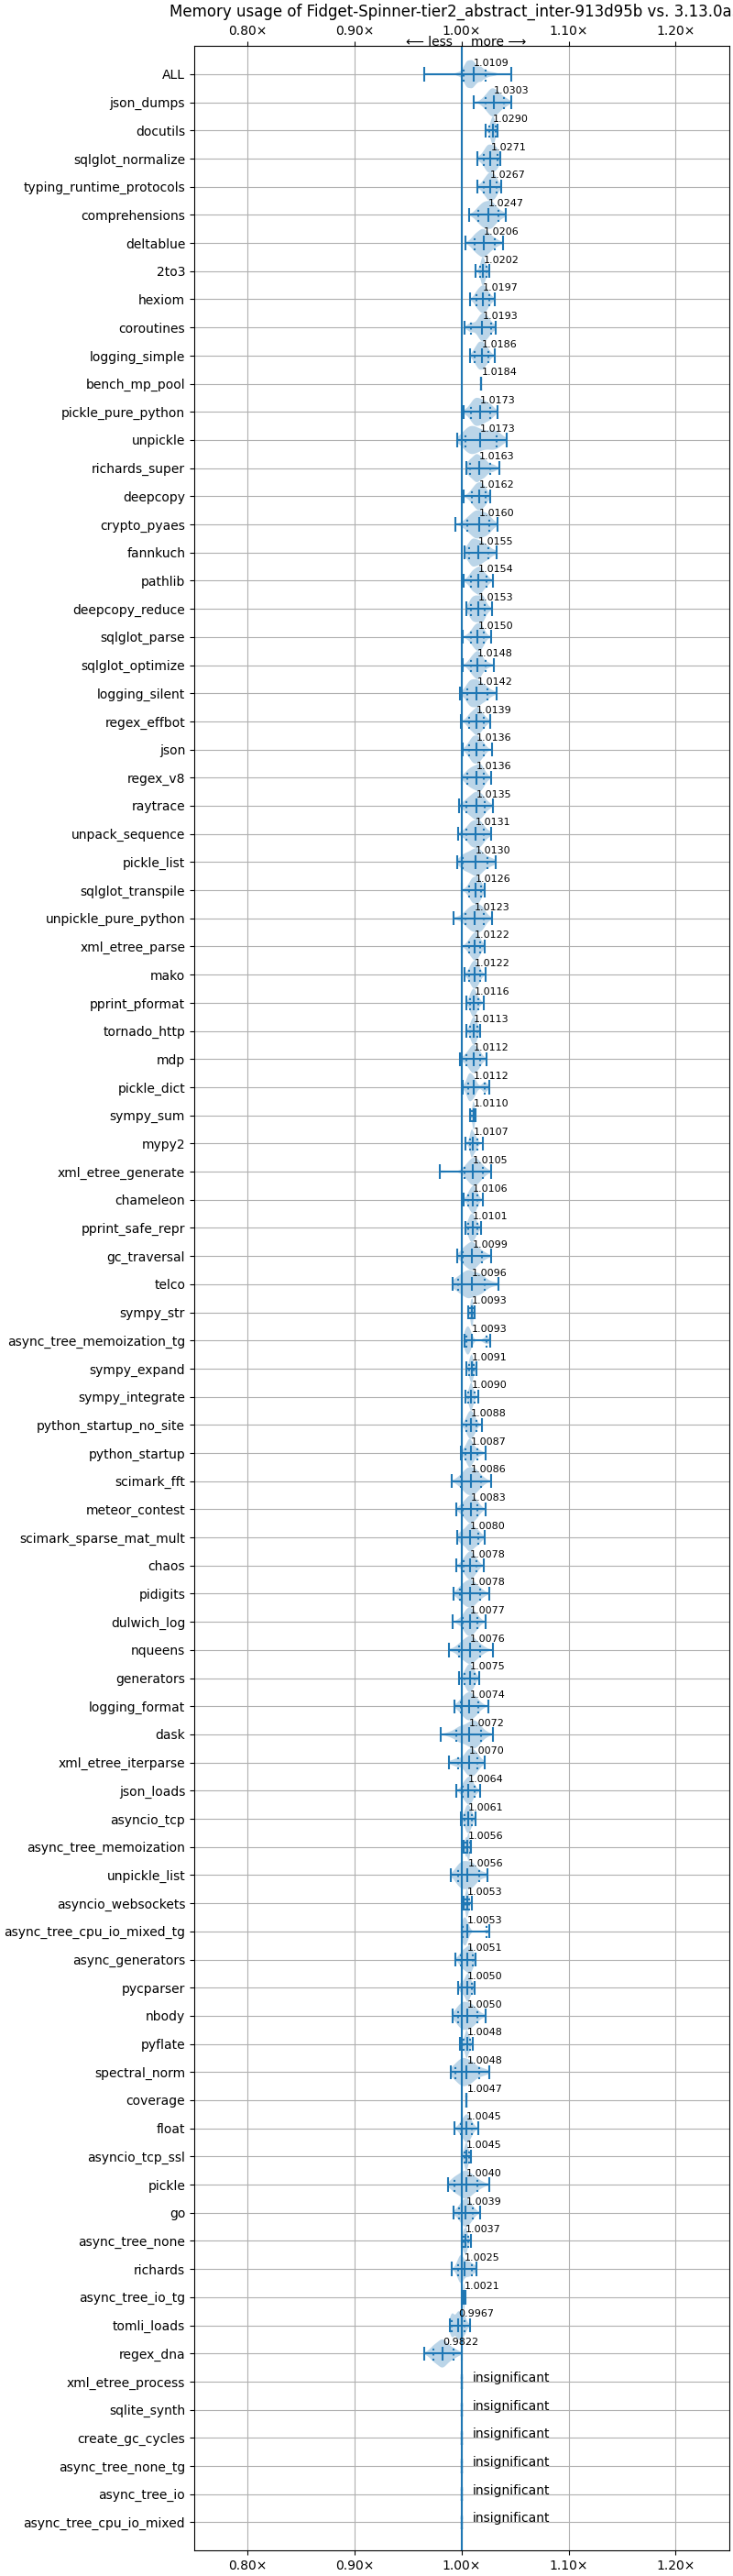 Memory usage of Fidget-Spinner-tier2_abstract_inter-913d95b vs. 3.13.0a
0.80× 0.90× 1.00× 1.10× 1.20×
⟵ less more ⟶
ALL 1.0109
json_dumps 1.0303
docutils 1.0290
sqlglot_normalize 1.0271
typing_runtime_protocols 1.0267
comprehensions 1.0247
deltablue 1.0206
2to3 1.0202
hexiom 1.0197
coroutines 1.0193
logging_simple 1.0186
bench_mp_pool 1.0184
pickle_pure_python 1.0173
unpickle 1.0173
richards_super 1.0163
deepcopy 1.0162
crypto_pyaes 1.0160
fannkuch 1.0155
pathlib 1.0154
deepcopy_reduce 1.0153
sqlglot_parse 1.0150
sqlglot_optimize 1.0148
logging_silent 1.0142
regex_effbot 1.0139
json 1.0136
regex_v8 1.0136
raytrace 1.0135
unpack_sequence 1.0131
pickle_list 1.0130
sqlglot_transpile 1.0126
unpickle_pure_python 1.0123
xml_etree_parse 1.0122
mako 1.0122
pprint_pformat 1.0116
tornado_http 1.0113
mdp 1.0112
pickle_dict 1.0112
sympy_sum 1.0110
mypy2 1.0107
xml_etree_generate 1.0105
chameleon 1.0106
pprint_safe_repr 1.0101
gc_traversal 1.0099
telco 1.0096
sympy_str 1.0093
async_tree_memoization_tg 1.0093
sympy_expand 1.0091
sympy_integrate 1.0090
python_startup_no_site 1.0088
python_startup 1.0087
scimark_fft 1.0086
meteor_contest 1.0083
scimark_sparse_mat_mult 1.0080
chaos 1.0078
pidigits 1.0078
dulwich_log 1.0077
nqueens 1.0076
generators 1.0075
logging_format 1.0074
dask 1.0072
xml_etree_iterparse 1.0070
json_loads 1.0064
asyncio_tcp 1.0061
async_tree_memoization 1.0056
unpickle_list 1.0056
asyncio_websockets 1.0053
async_tree_cpu_io_mixed_tg 1.0053
async_generators 1.0051
pycparser 1.0050
nbody 1.0050
pyflate 1.0048
spectral_norm 1.0048
coverage 1.0047
float 1.0045
asyncio_tcp_ssl 1.0045
pickle 1.0040
go 1.0039
async_tree_none 1.0037
richards 1.0025
async_tree_io_tg 1.0021
tomli_loads 0.9967
regex_dna 0.9822
xml_etree_process insignificant
sqlite_synth insignificant
create_gc_cycles insignificant
async_tree_none_tg insignificant
async_tree_io insignificant
async_tree_cpu_io_mixed insignificant
0.80× 0.90× 1.00× 1.10× 1.20×